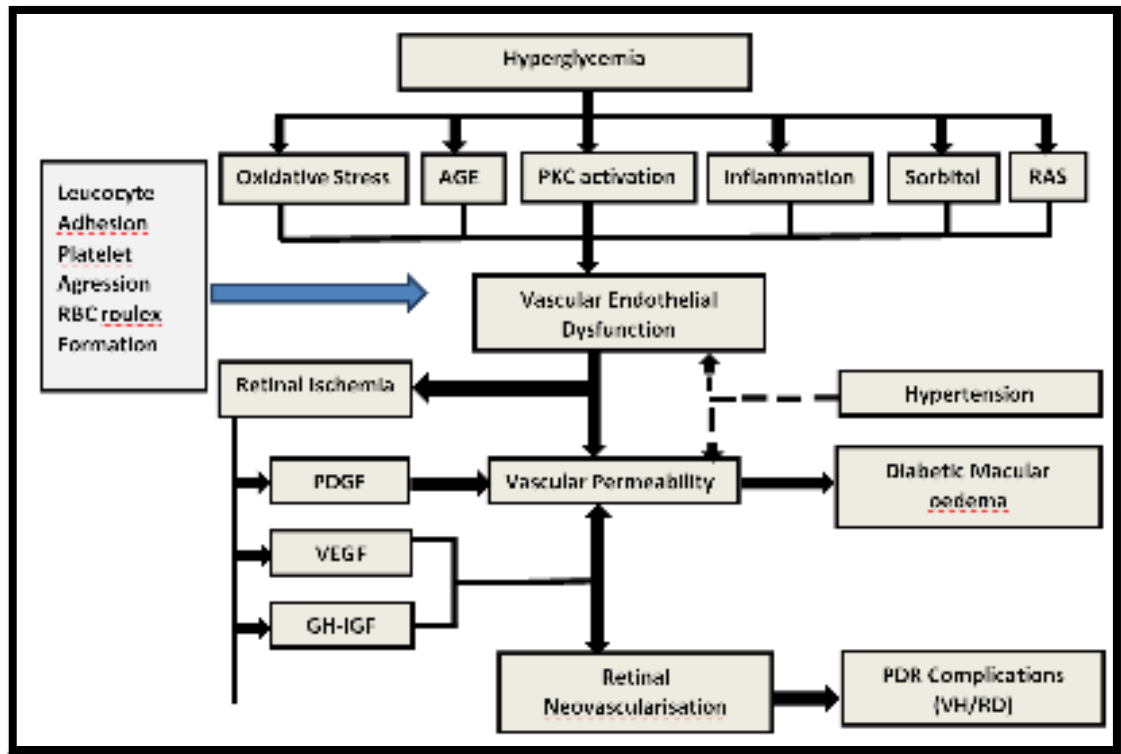 Hyperglycemia
Oxidative Stress
AGE
PKC activation
Inflammation
Sorbitol
RAS
Leucocyte
Adhesion
Platelet
Agression
RBC roulex
Formation
Vascular Endothelial
Dysfunction
Retinal Ischemia
Hypertension
PDGF
Vascular Permeability
Diabetic Macular
oedema
VEGF
GH-IGF
Retinal
Neovascularisation
PDR Complications
(VH/RD)